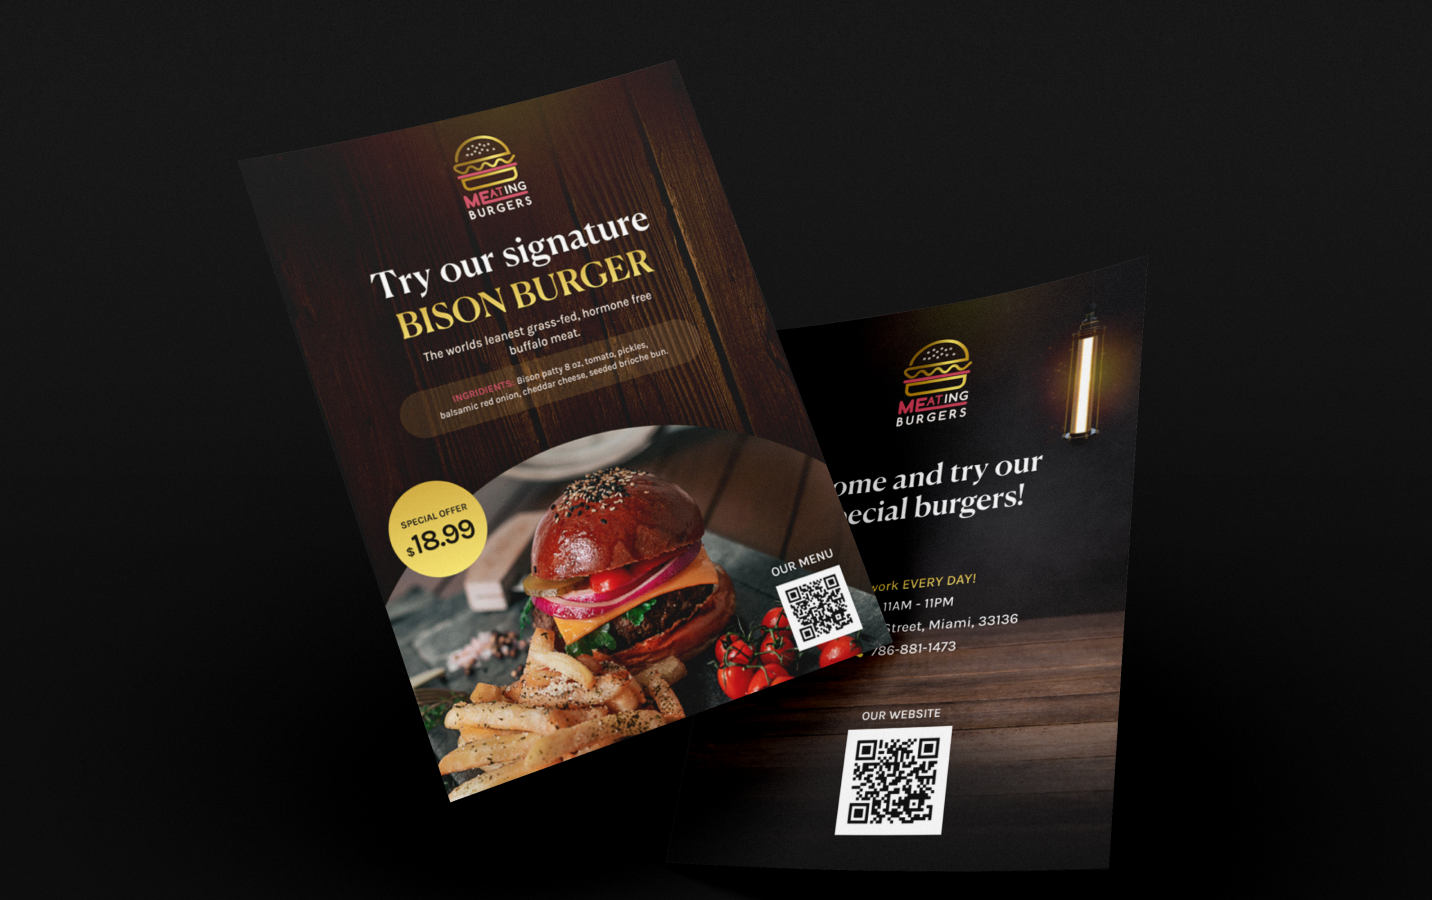 MEATING
BURGERS
Try our signature
BISON BURGER
The worlds leanest grass-fed, hormone free
buffalo meat.
INGRIDIENTS: Bison patty 8 oz, tomato, pickles,
balsamic red onion, cheddar cheese, seeded brioche bun.
SPECIAL OFFER
$18.99
OUR MENU
MEATING
BURGERS
ome and try our
ecial burgers!
work EVERY DAY!
11AM - 11PM
Street, Miami, 33136
786-881-1473
OUR WEBSITE